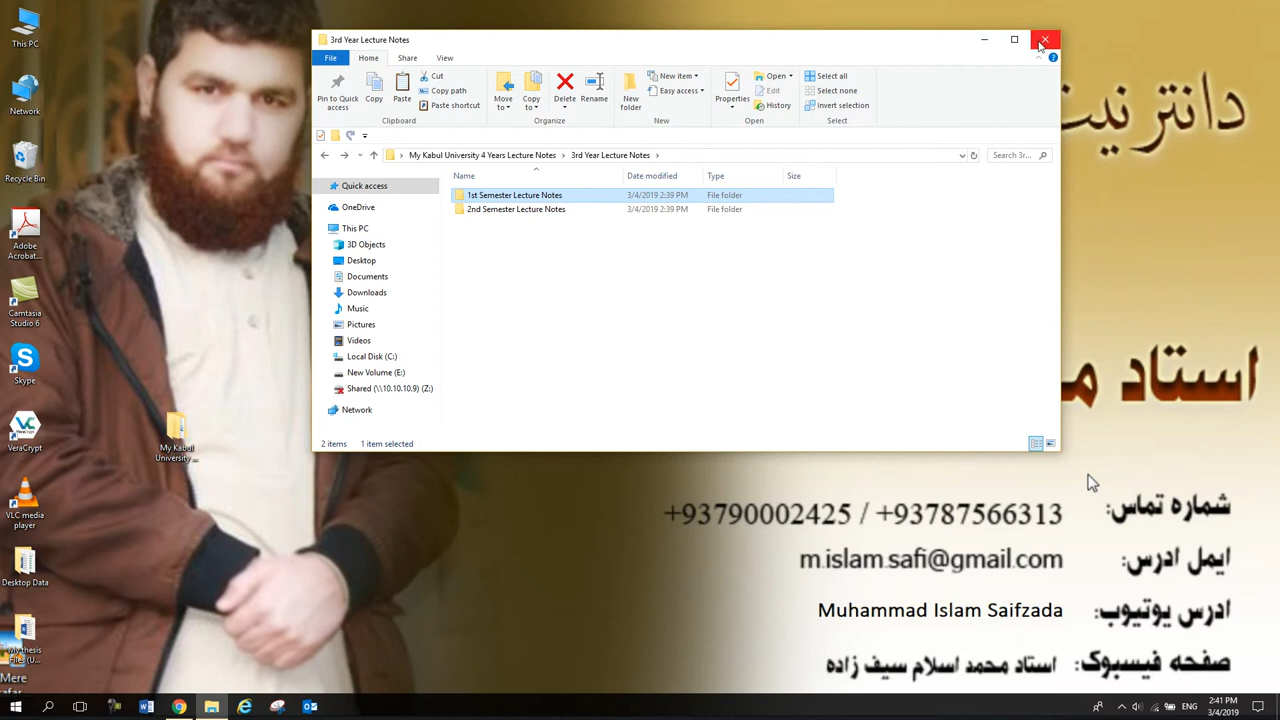 This PC
Network
Recycle Bin
Adobe
Acrobat...
Camtasia
Studio 6
Skype
VeraCrypt
VLC media
player
Desktop Data
My thesis
Files (U...
Mere
My Kabul
University ...
3rd Year Lecture Notes
File
Home
Share
View
Pin to Quick
access
Copy
Paste
Cut
Copy path
Paste shortcut
Clipboard
Move
to
Copy
to
Delete
Rename
Organize
New
folder
New item
Easy access
New
Properties
Open
Edit
History
Open
Select all
Select none
Invert selection
Select
My Kabul University 4 Years Lecture Notes > 3rd Year Lecture Notes >
Search 3r...
Name
Date modified
Type
Size
1st Semester Lecture Notes 3/4/2019 2:39 PM File folder
2nd Semester Lecture Notes 3/4/2019 2:39 PM File folder
Quick access
OneDrive
This PC
3D Objects
Desktop
Documents
Downloads
Music
Pictures
Videos
Local Disk (C:)
New Volume (E:)
Shared (\\10.10.10.9) (Z:)
Network
2 items 1 item selected
دانتر نیټ
استاد
شماره تماس: +93790002425 / +93787566313
ایمل ادرس: m.islam.safi@gmail.com
ادرس یوتیوب: Muhammad Islam Saifzada
صفحه فیسبوک: استاد محمد اسلام سیف زاده
ENG
2:41 PM
3/4/2019